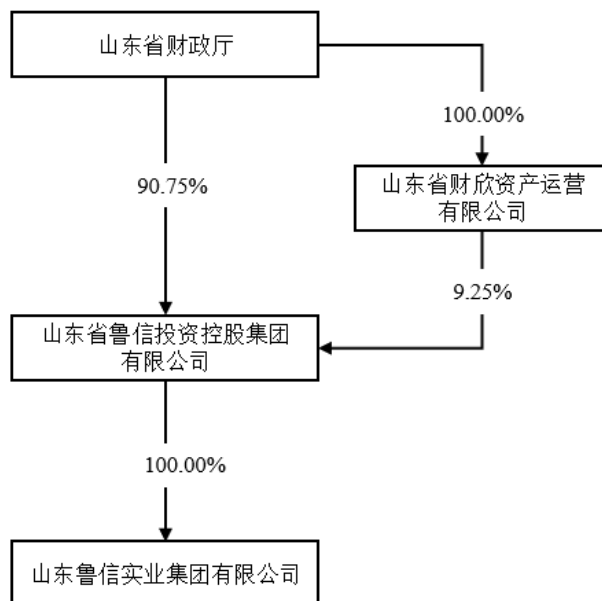 山东省财政厅
100.00%
90.75%
山东省财欣资产运营
有限公司
9.25%
山东省鲁信投资控股集团
有限公司
100.00%
山东鲁信实业集团有限公司